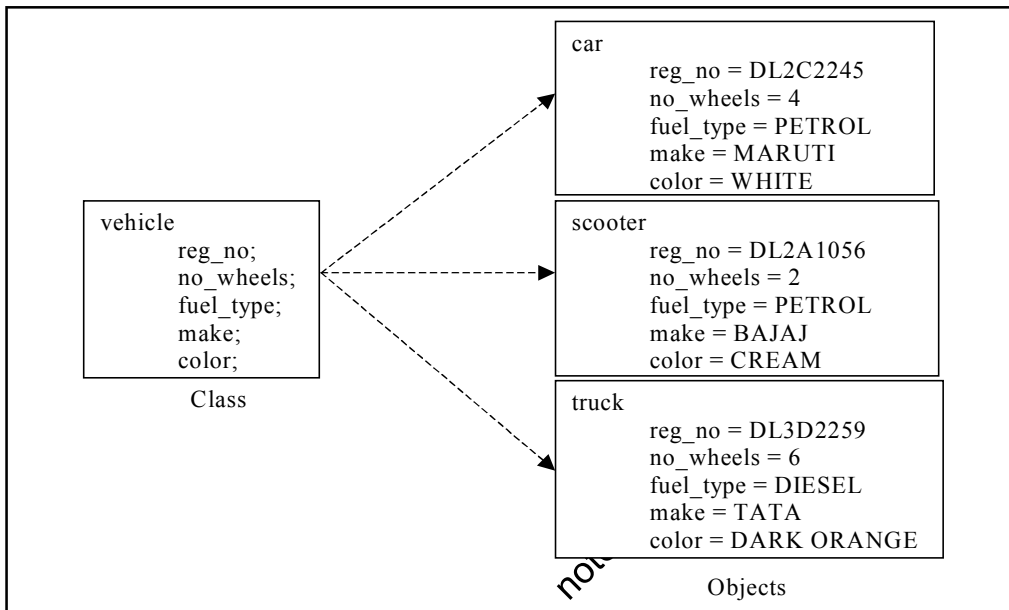 vehicle
reg_no;
no_wheels;
fuel_type;
make;
color;
Class
car
reg_no = DL2C2245
no_wheels = 4
fuel_type = PETROL
make = MARUTI
color = WHITE
scooter
reg_no = DL2A1056
no_wheels = 2
fuel_type = PETROL
make = BAJAJ
color = CREAM
truck
reg_no = DL3D2259
no_wheels = 6
fuel_type = DIESEL
make = TATA
color = DARK ORANGE
Objects